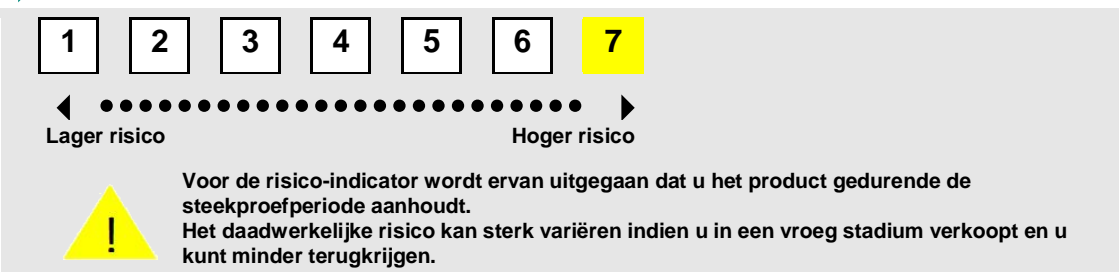 1 2 3 4 5 6 7
Lager risico Hoger risico
Voor de risico-indicator wordt ervan uitgegaan dat u het product gedurende de
steekproefperiode aanhoudt.
! Het daadwerkelijke risico kan sterk variëren indien u in een vroeg stadium verkoopt en u
kunt minder terugkrijgen.